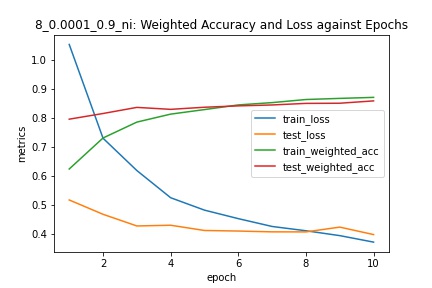 8_0.0001_0.9_ni: Weighted Accuracy and Loss against Epochs
1.0
0.9
0.8
0.7
0.6
0.5
0.4
metrics
train_loss
test_loss
train_weighted_acc
test_weighted_acc
2
4
6
8
10
epoch